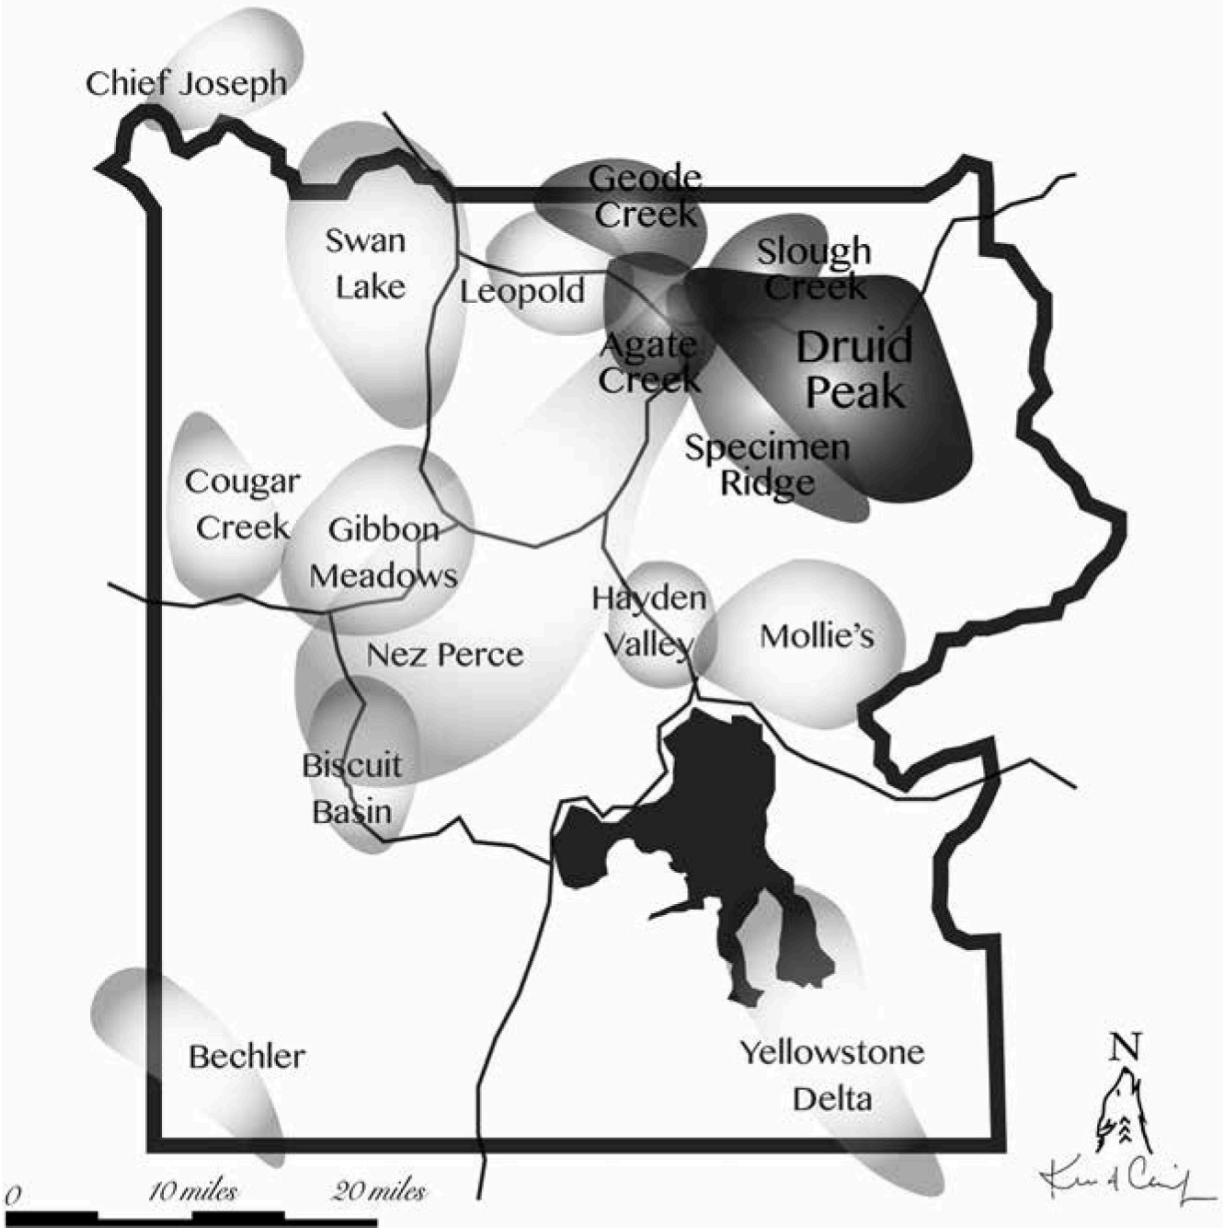 Chief Joseph
Geode
Creek
Swan
Lake
Slough
Creek
Leopold
Agate
Creek
Druid
Peak
Specimen
Ridge
Cougar
Creek
Gibbon
Meadows
Hayden
Valley
Mollie's
Nez Perce
Biscuit
Basin
Bechler
Yellowstone
Delta
N
0 10 miles 20 miles